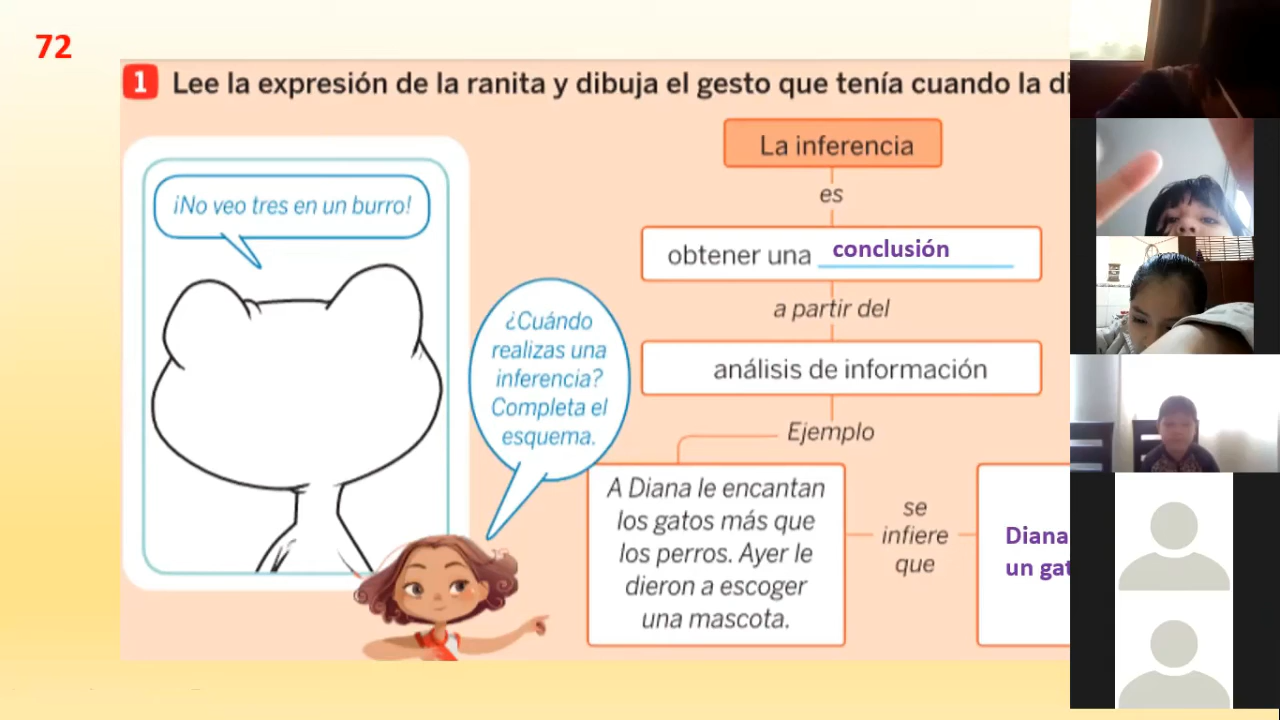 72
1 Lee la expresión de la ranita y dibuja el gesto que tenía cuando la di
¡No veo tres en un burro!
¿Cuándo
realizas una
inferencia?
Completa el
esquema.
La inferencia
es
obtener una conclusión
a partir del
análisis de información
Ejemplo
A Diana le encantan
los gatos más que
los perros. Ayer le
dieron a escoger
una mascota.
se
infiere
que
Diana
un gat